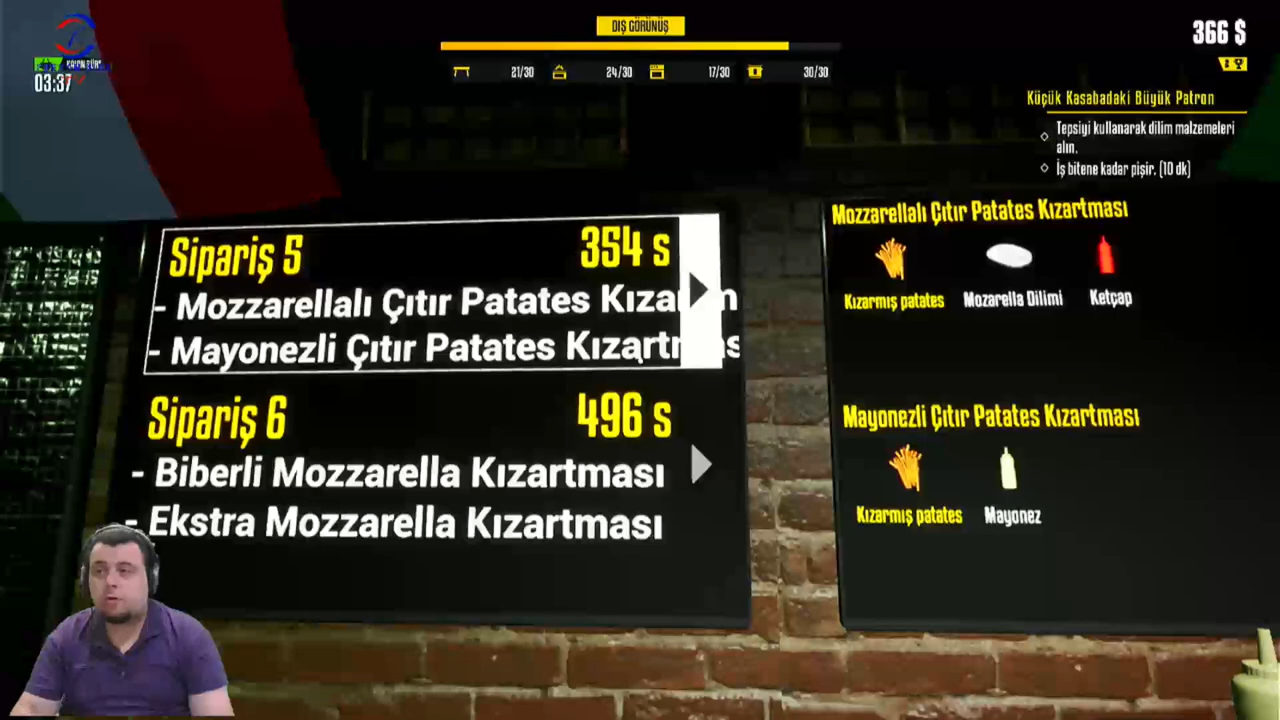 DIŞ GÖRÜNÜŞ
366 $
03:37
21/30
24/30
17/30
30/30
Küçük Kasabadaki Büyük Patron
Tepsiyi kullanarak dilim malzemeleri
alın.
İş bitene kadar pişir. (10 dk)
Sipariş 5 354 s
- Mozzarellalı Çıtır Patates
- Mayonezli Çıtır Patates
Sipariş 6 496 s
- Biberli Mozzarella Kızartması
- Ekstra Mozzarella Kızartması
Mozzarellalı Çıtır Patates Kızartması
Kızarmış patates
Mozarella Dilimi
Ketçap
Mayonezli Çıtır Patates Kızartması
Kızarmış patates
Mayonez